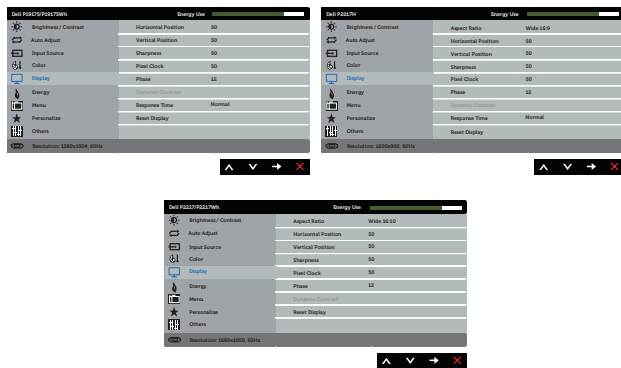 Dell P1917S/P1917SWh Energy Use
Brightness / Contrast Horizontal Position 50
Auto Adjust Vertical Position 50
Input Source Sharpness 50
Color Pixel Clock 50
Display Phase 12
Energy Dynamic Contrast
Menu Response Time Normal
Personalize Reset Display
Others
Resolution: 1280x1024, 60Hz
Dell P2017H Energy Use
Brightness / Contrast Aspect Ratio Wide 16:9
Auto Adjust Horizontal Position 50
Input Source Vertical Position 50
Color Sharpness 50
Display Pixel Clock 50
Energy Phase 12
Menu Dynamic Contrast
Personalize Response Time Normal
Others Reset Display
Resolution: 1600x900, 60Hz
Dell P2217/P2217Wh Energy Use
Brightness / Contrast Aspect Ratio Wide 16:10
Auto Adjust Horizontal Position 50
Input Source Vertical Position 50
Color Sharpness 50
Display Pixel Clock 50
Energy Phase 12
Menu Dynamic Contrast
Personalize Reset Display
Others
Resolution: 1680x1050, 60Hz